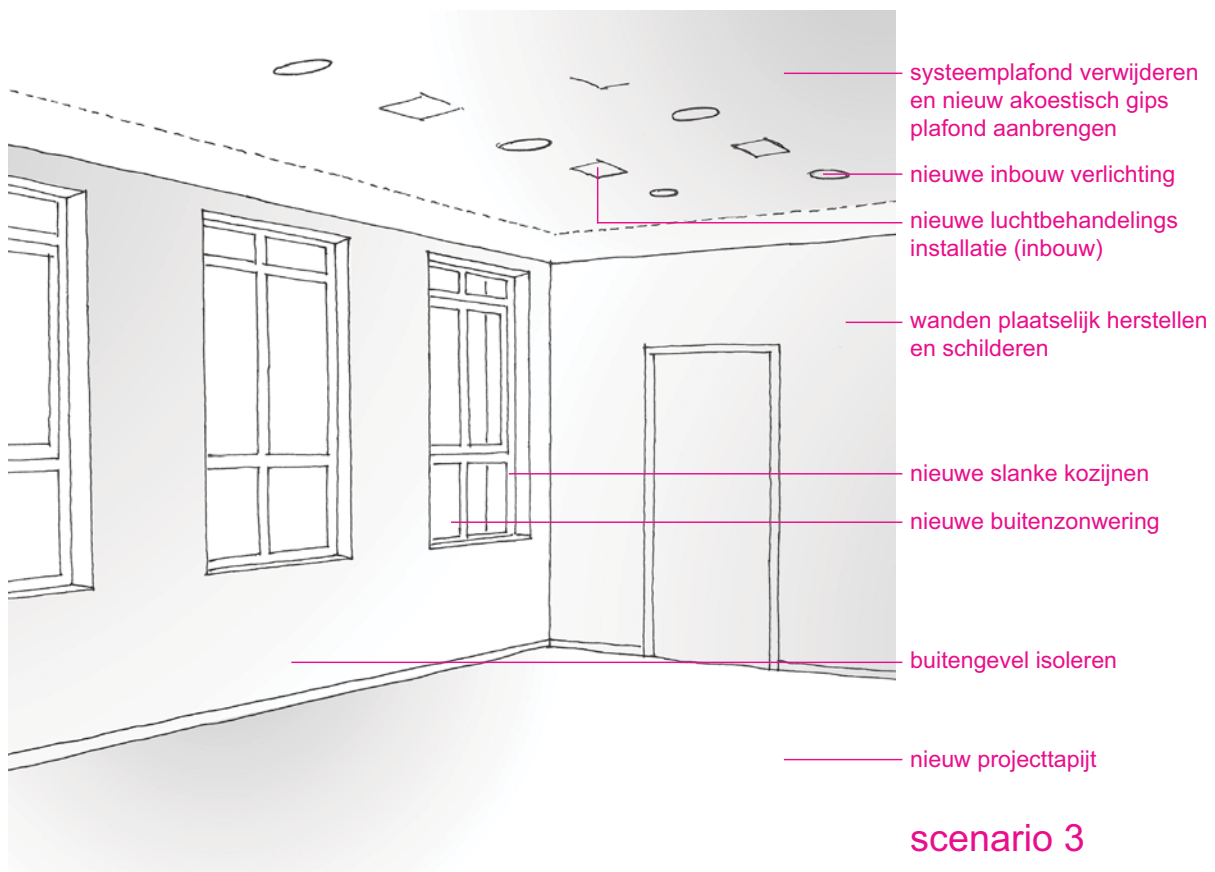 systeemplafond verwijderen
en nieuw akoestisch gips
plafond aanbrengen
nieuwe inbouw verlichting
nieuwe luchtbehandelings
installatie (inbouw)
wanden plaatselijk herstellen
en schilderen
nieuwe slanke kozijnen
nieuwe buitenzonwering
buitengevel isoleren
nieuw projecttapijt
scenario 3